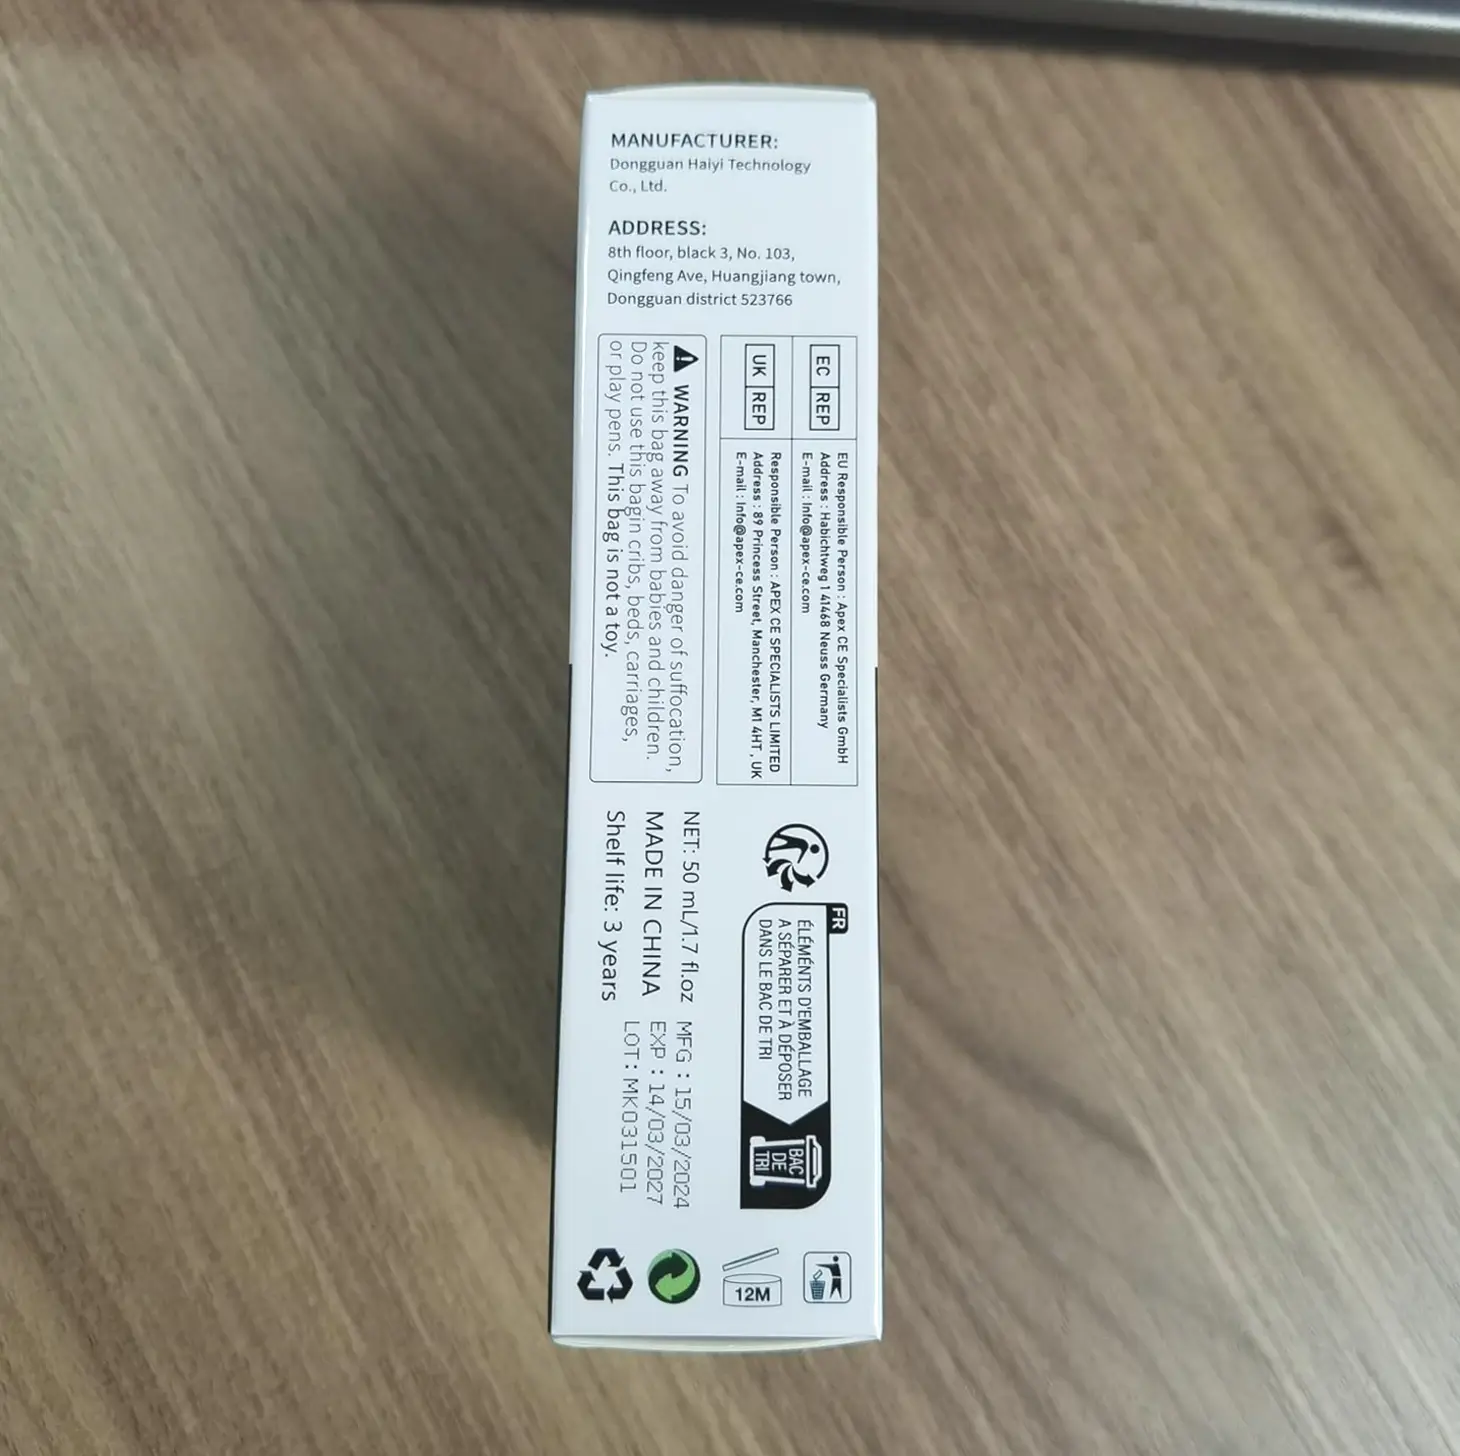 MANUFACTURER:
Dongguan Haiyi Technology
Co., Ltd.
ADDRESS:
8th floor, black 3, No. 103,
Qingfeng Ave, Huangjiang town,
Dongguan district 523766
EC REP
EU Responsible Person : Apex CE Specialists GmbH
Address : Habichtweg 1 41468 Neuss Germany
E-mail : Info@apex-ce.com
UK REP
Responsible Person : APEX CE SPECIALISTS LIMITED
Address : 89 Princess Street, Manchester, M1 4HT , UK
E-mail : Info@apex-ce.com
WARNING To avoid danger of suffocation,
keep this bag away from babies and children.
Do not use this bagin cribs, beds, carriages,
or play pens. This bag is not a toy.
FR
ÉLÉMÉNTS D'EMBALLAGE
A SÉPARER ET À DÉPOSER
DANS LE BAC DE TRI
BAC
DE
TRI
NET: 50 mL/1.7 fl.oz
MADE IN CHINA
Shelf life: 3 years
MFG : 15/03/2024
EXP : 14/03/2027
LOT: MK031501
12M